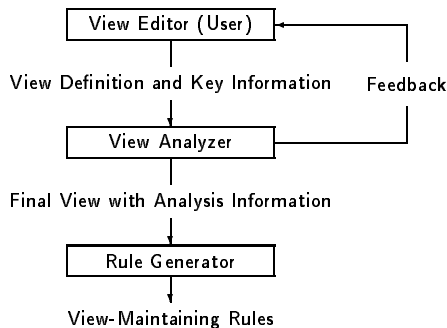 View Editor (User)
View Definition and Key Information
Feedback
View Analyzer
Final View with Analysis Information
Rule Generator
View-Maintaining Rules